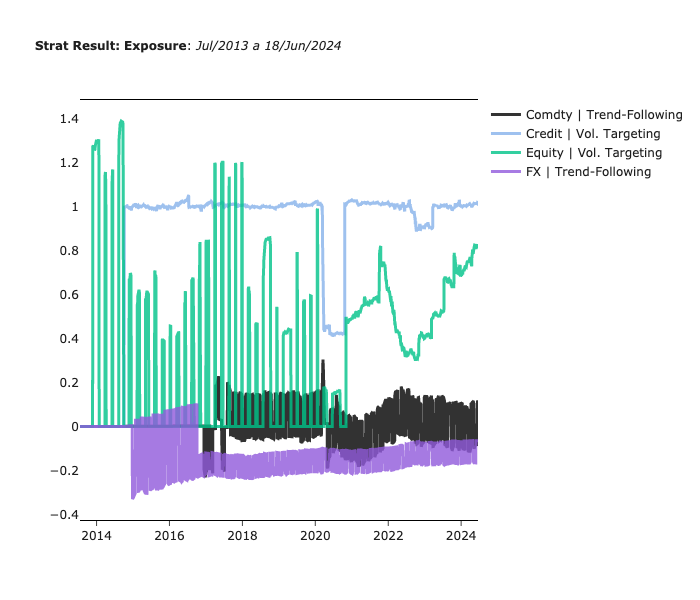 Strat Result: Exposure: Jul/2013 a 18/Jun/2024
1.4
1.2
1
0.8
0.6
0.4
0.2
0
−0.2
−0.4
2014 2016 2018 2020 2022 2024
Comdty | Trend-Following
Credit | Vol. Targeting
Equity | Vol. Targeting
FX | Trend-Following